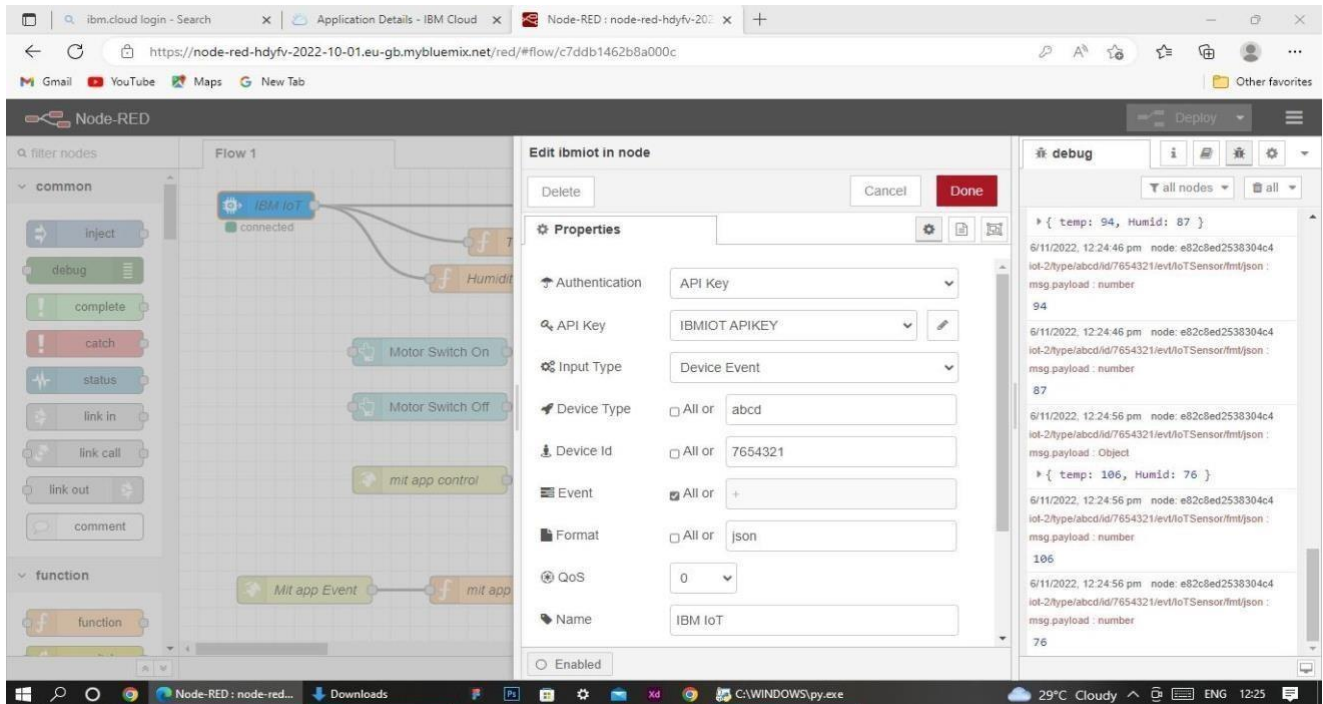 ibm.cloud login - Search
Application Details - IBM Cloud
Node-RED : node-red-hdyfv-202
https://node-red-hdyfv-2022-10-01.eu-gb.mybluemix.net/red/#flow/c7ddb1462b8a000c
Gmail YouTube Maps New Tab Other favorites
Node-RED Deploy
filter nodes
common
inject
debug
complete
catch
status
link in
link call
link out
comment
function
function
Flow 1
IBM IoT
connected
T
Humidit
Motor Switch On
Motor Switch Off
mit app control
Mit app Event
mit app
Edit ibmiot in node
Delete Cancel Done
Properties
Authentication API Key
API Key IBMIOT APIKEY
Input Type Device Event
Device Type All or abcd
Device Id All or 7654321
Event All or +
Format All or json
QoS 0
Name IBM IoT
Enabled
debug i
all nodes all
{ temp: 94, Humid: 87 }
6/11/2022, 12:24:46 pm node: e82c8ed2538304c4
iot-2/type/abcd/id/7654321/evt/IoTSensor/fmt/json :
msg.payload : number
94
6/11/2022, 12:24:46 pm node: e82c8ed2538304c4
iot-2/type/abcd/id/7654321/evt/IoTSensor/fmt/json :
msg.payload : number
87
6/11/2022, 12:24:56 pm node: e82c8ed2538304c4
iot-2/type/abcd/id/7654321/evt/IoTSensor/fmt/json :
msg.payload : Object
{ temp: 106, Humid: 76 }
6/11/2022, 12:24:56 pm node: e82c8ed2538304c4
iot-2/type/abcd/id/7654321/evt/IoTSensor/fmt/json :
msg.payload : number
106
6/11/2022, 12:24:56 pm node: e82c8ed2538304c4
iot-2/type/abcd/id/7654321/evt/IoTSensor/fmt/json :
msg.payload : number
76
Node-RED : node-red... Downloads Ps Xd C:\WINDOWS\py.exe 29°C Cloudy ENG 12:25